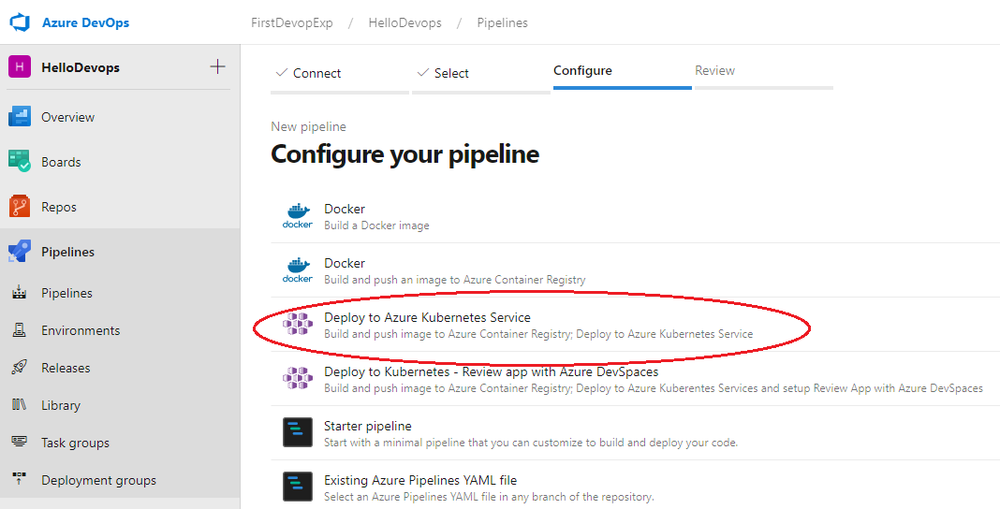 Azure DevOps
FirstDevopExp / HelloDevops / Pipelines
H HelloDevops
Overview
Boards
Repos
Pipelines
Pipelines
Environments
Releases
Library
Task groups
Deployment groups
Connect Select Configure Review
New pipeline
Configure your pipeline
docker Docker
Build a Docker image
docker Docker
Build and push an image to Azure Container Registry
Deploy to Azure Kubernetes Service
Build and push image to Azure Container Registry; Deploy to Azure Kubernetes Service
Deploy to Kubernetes - Review app with Azure DevSpaces
Build and push image to Azure Container Registry; Deploy to Azure Kuberentes Services and setup Review App with Azure DevSpaces
Starter pipeline
Start with a minimal pipeline that you can customize to build and deploy your code.
Existing Azure Pipelines YAML file
Select an Azure Pipelines YAML file in any branch of the repository.